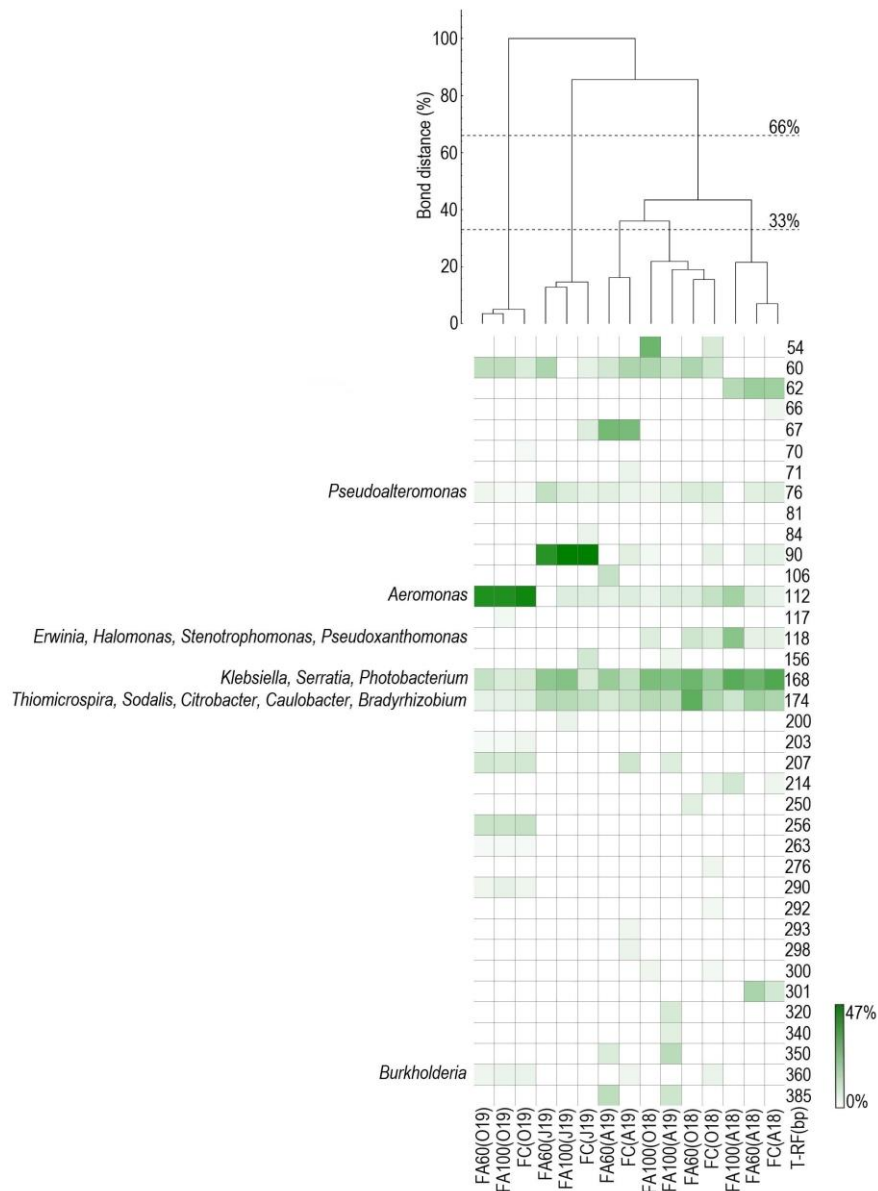 100
80
60
40
20
0
Bond distance (%)
66%
33%
54
60
62
66
67
70
71
Pseudoalteromonas 76
81
84
90
106
Aeromonas 112
117
Erwinia, Halomonas, Stenotrophomonas, Pseudoxanthomonas 118
156
Klebsiella, Serratia, Photobacterium 168
Thiomicrospira, Sodalis, Citrobacter, Caulobacter, Bradyrhizobium 174
200
203
207
214
250
256
263
276
290
292
293
298
300
301
320
340
350
Burkholderia 360
385
47%
0%
FA60(O19)
FA100(O19)
FC(O19)
FA60(J19)
FA100(J19)
FC(J19)
FA60(A19)
FC(A19)
FA100(O18)
FA100(A19)
FA60(O18)
FC(O18)
FA100(A18)
FA60(A18)
FC(A18)
T-RF(bp)